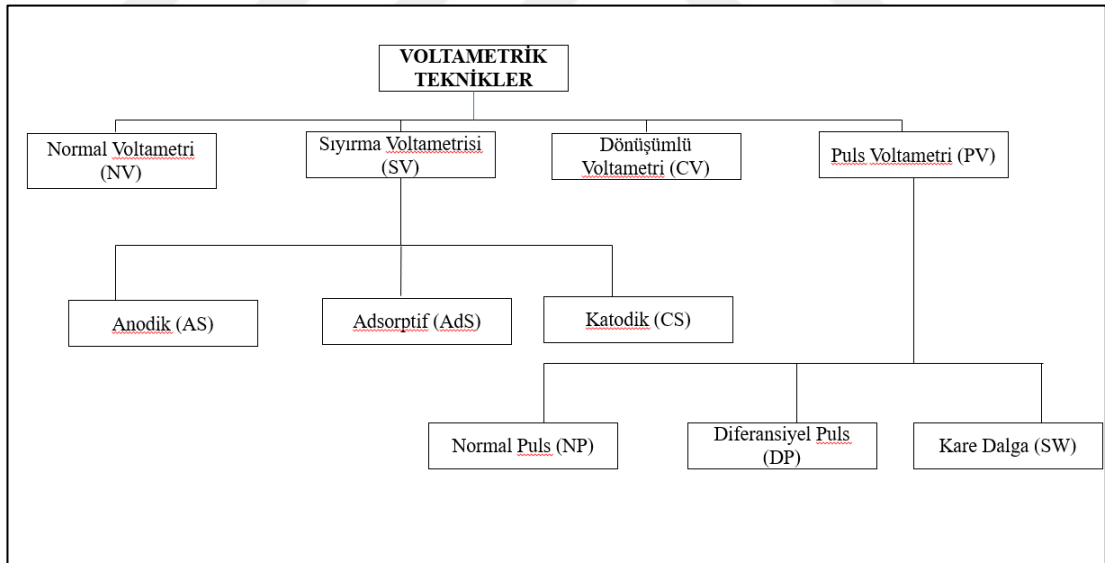 VOLTAMETRİK
TEKNİKLER
Normal Voltametri
(NV)
Sıyırma Voltametrisi
(SV)
Dönüşümlü
Voltametri (CV)
Puls Voltametri (PV)
Anodik (AS)
Adsorptif (AdS)
Katodik (CS)
Normal Puls (NP)
Diferansiyel Puls
(DP)
Kare Dalga (SW)